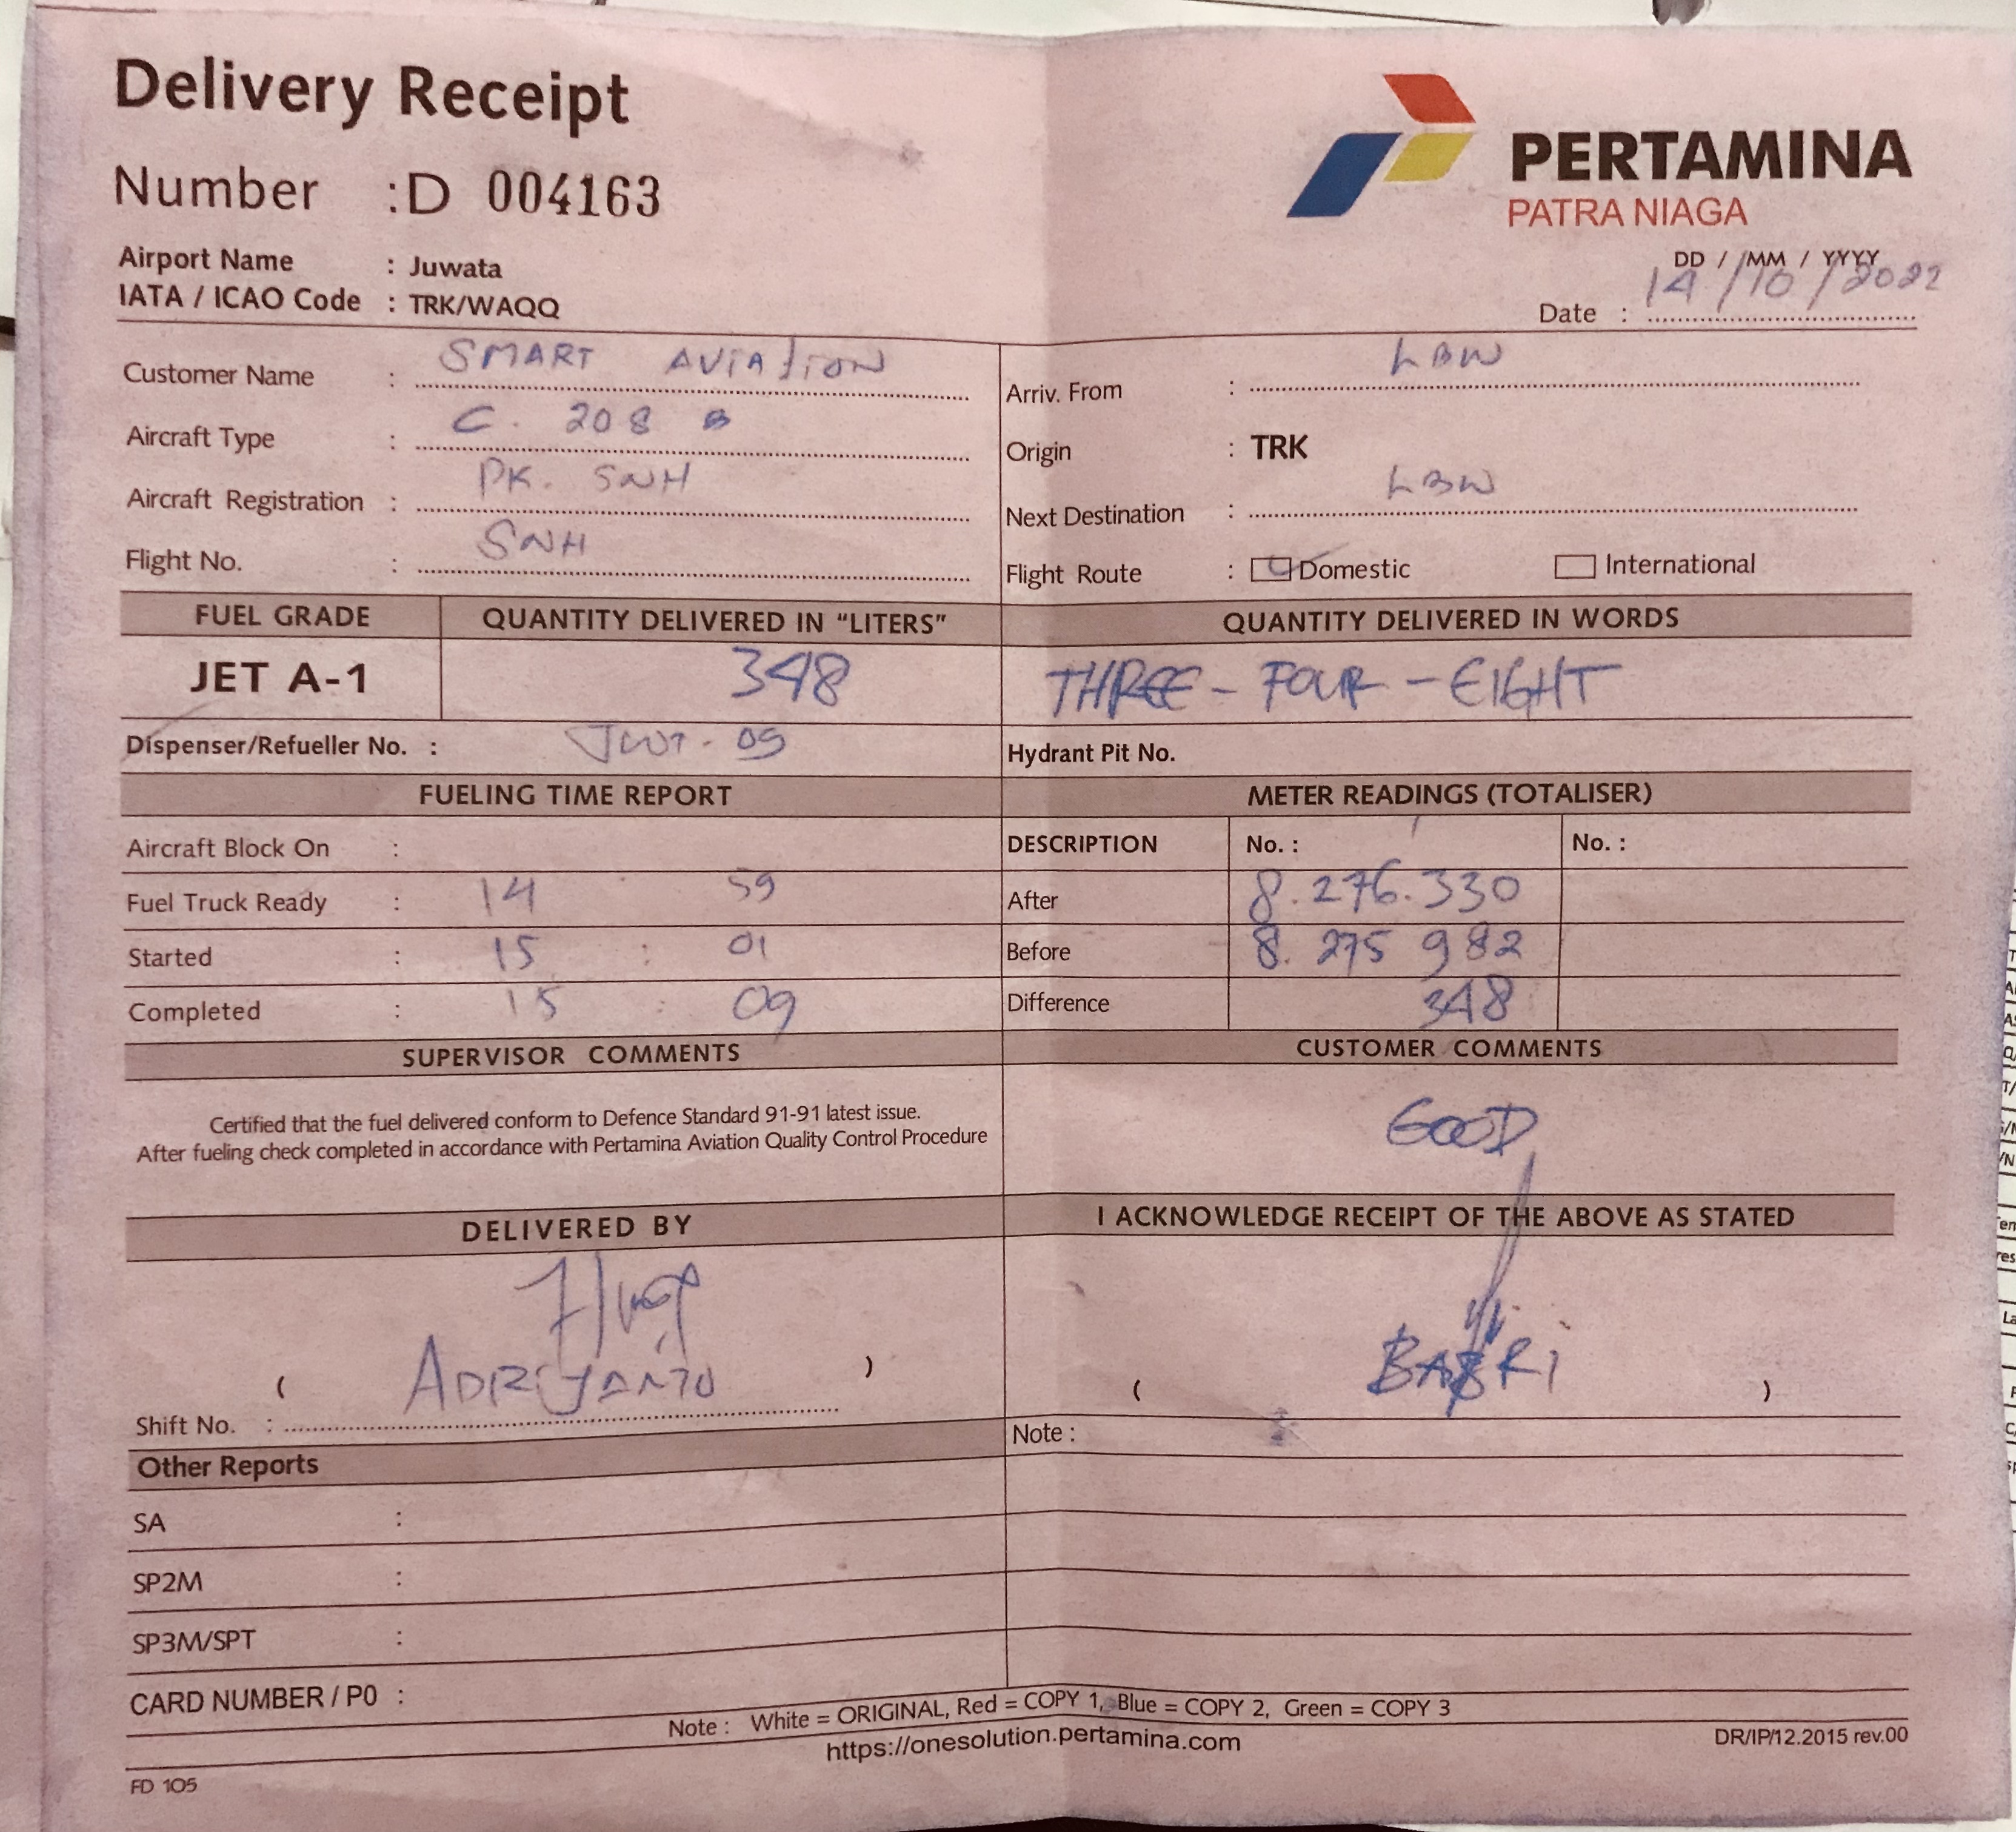 Delivery Receipt
Number : D 004163
PERTAMINA
PATRA NIAGA
Airport Name : Juwata
IATA / ICAO Code : TRK/WAQQ
DD / MM / YYYY
Date : 14/10/2022
Customer Name : SMART AVIATION
Arriv. From : LBW
Aircraft Type : C. 208 B
Origin : TRK
Aircraft Registration : PK. SNH
Next Destination : LBW
Flight No. : SNH
Flight Route : Domestic International
FUEL GRADE QUANTITY DELIVERED IN “LITERS” QUANTITY DELIVERED IN WORDS
JET A-1 348 THREE - FOUR - EIGHT
Dispenser/Refueller No. : JWT - 09 Hydrant Pit No.
FUELING TIME REPORT METER READINGS (TOTALISER)
Aircraft Block On : DESCRIPTION No. : No. :
Fuel Truck Ready : 14 59 After 8.276.330
Started : 15 : 01 Before 8. 275 982
Completed : 15 : 09 Difference 348
SUPERVISOR COMMENTS CUSTOMER COMMENTS
Certified that the fuel delivered conform to Defence Standard 91-91 latest issue.
After fueling check completed in accordance with Pertamina Aviation Quality Control Procedure
GOOD
DELIVERED BY I ACKNOWLEDGE RECEIPT OF THE ABOVE AS STATED
( ADRIYANTO )
( BASRI )
Shift No. :
Note :
Other Reports
SA :
SP2M :
SP3M/SPT :
CARD NUMBER / P0 :
Note : White = ORIGINAL, Red = COPY 1, Blue = COPY 2, Green = COPY 3
https://onesolution.pertamina.com
DR/IP/12.2015 rev.00
FD 105